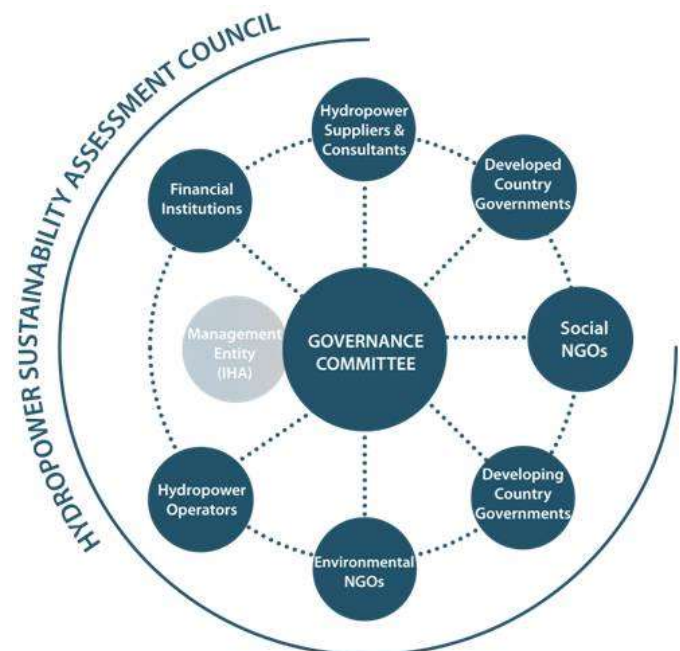 HYDROPOWER SUSTAINABILITY ASSESSMENT COUNCIL
Hydropower
Suppliers &
Consultants
Developed
Country
Governments
Financial
Institutions
Management
Entity
(IHA)
GOVERNANCE
COMMITTEE
Social
NGOs
Hydropower
Operators
Developing
Country
Governments
Environmental
NGOs